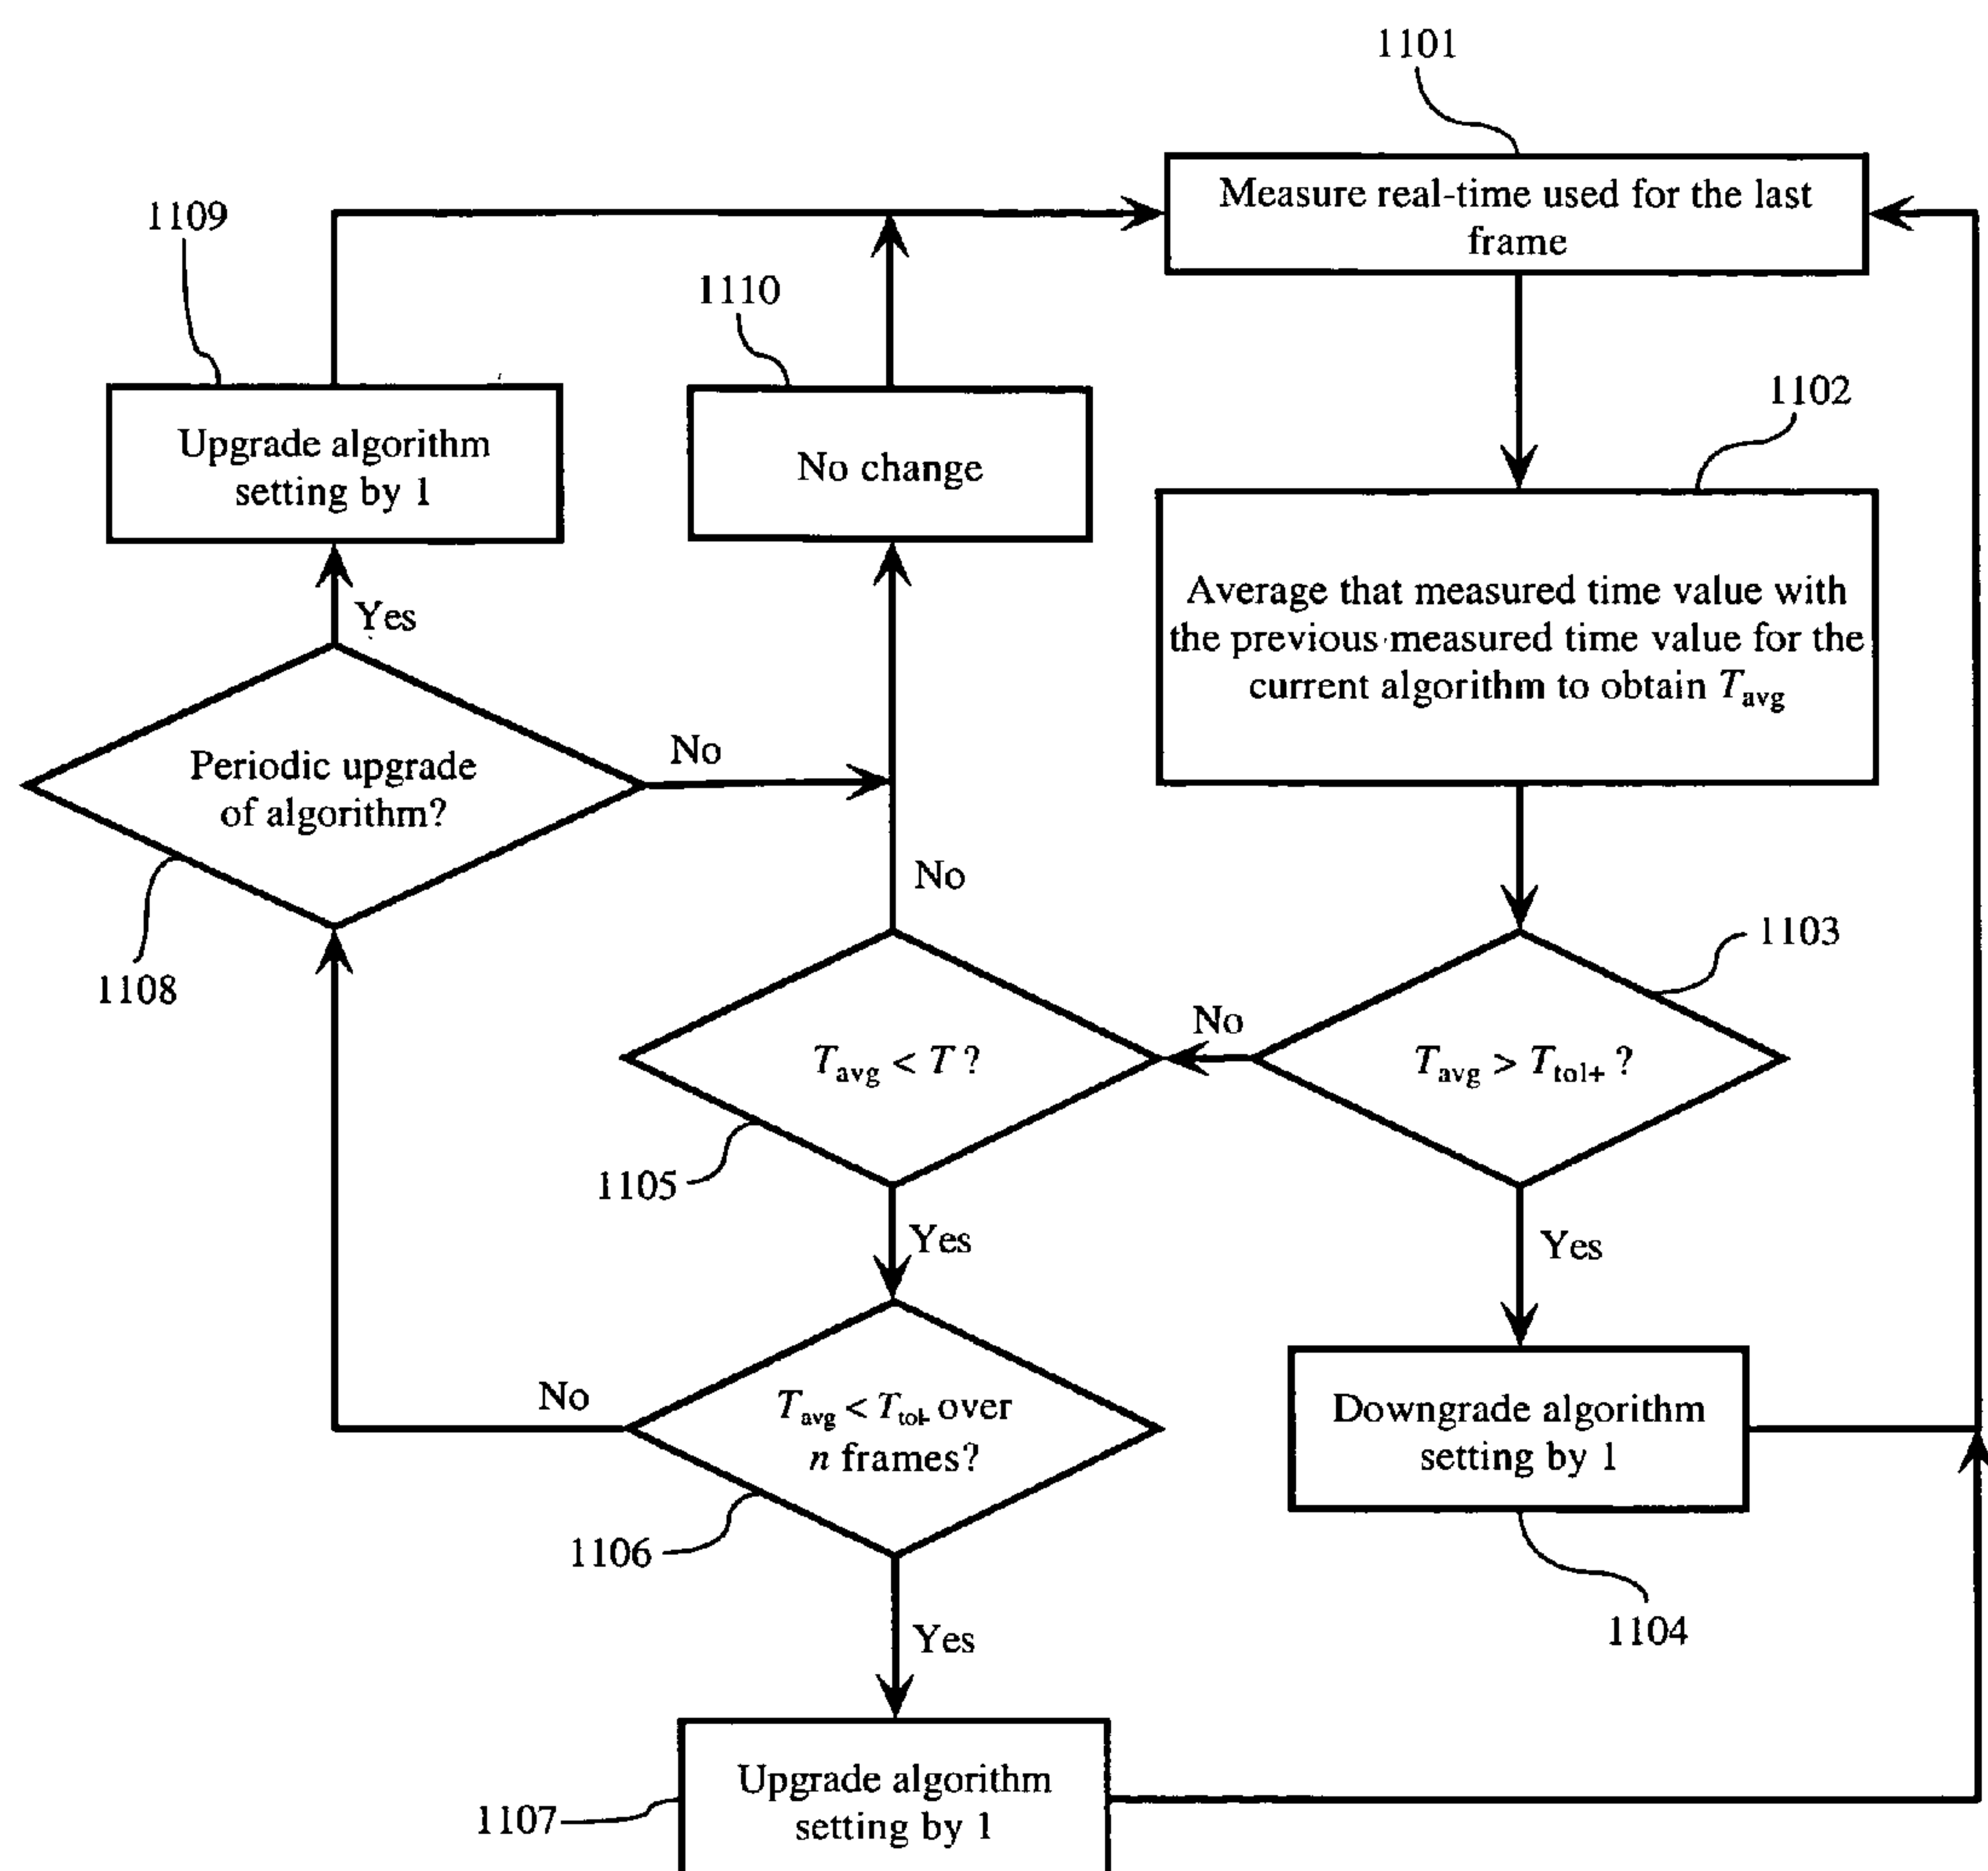 1101
Measure real-time used for the last
frame
1109
1110
Upgrade algorithm
setting by 1
No change
1102
Average that measured time value with
the previous measured time value for the
current algorithm to obtain Tavg
Yes
Periodic upgrade
of algorithm?
No
1108
No
1103
Tavg > Ttol+ ?
No
Tavg < T ?
1105
Yes
Yes
Tavg < Ttol- over
n frames?
No
1106
Downgrade algorithm
setting by 1
1104
Yes
Upgrade algorithm
setting by 1
1107